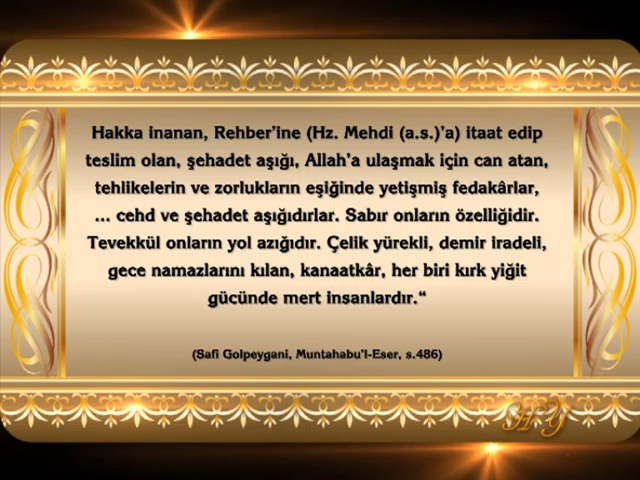 Hakka inanan, Rehber'ine (Hz. Mehdi (a.s.)'a) itaat edip
teslim olan, şehadet aşığı, Allah'a ulaşmak için can atan,
tehlikelerin ve zorlukların eşiğinde yetişmiş fedakârlar,
... cehd ve şehadet aşığıdırlar. Sabır onların özelliğidir.
Tevekkül onların yol azığıdır. Çelik yürekli, demir iradeli,
gece namazlarını kılan, kanaatkâr, her biri kırk yiğit
gücünde mert insanlardır.“
(Safi Golpeygani, Muntahabu'l-Eser, s.486)